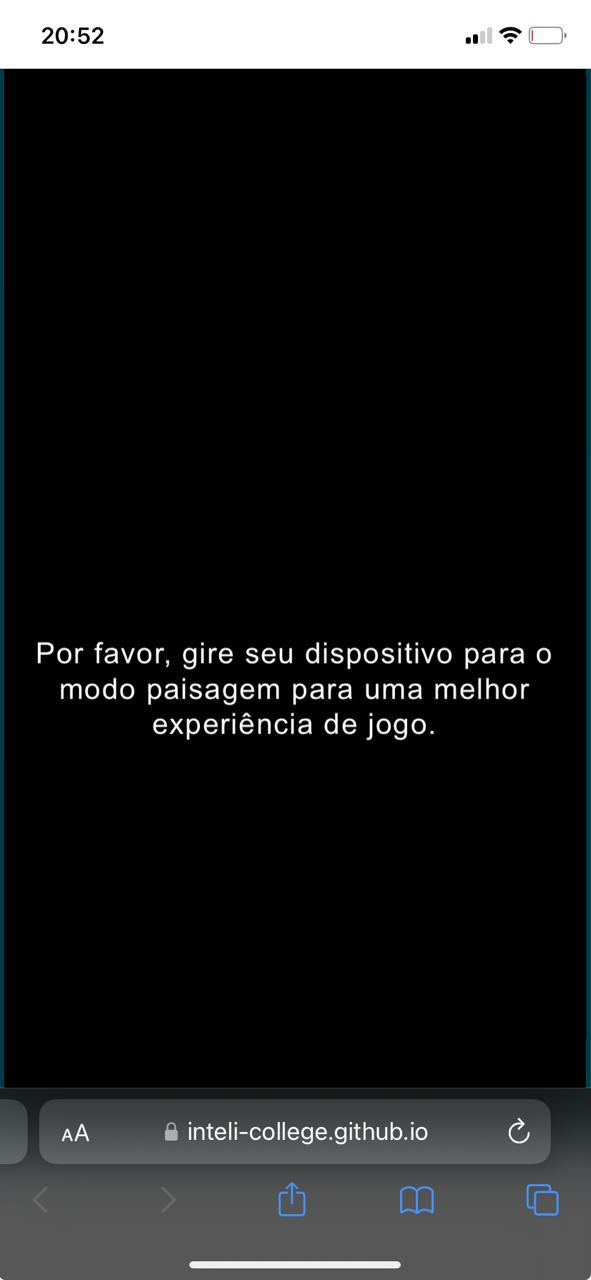 20:52
Por favor, gire seu dispositivo para o
modo paisagem para uma melhor
experiência de jogo.
AA
inteli-college.github.io